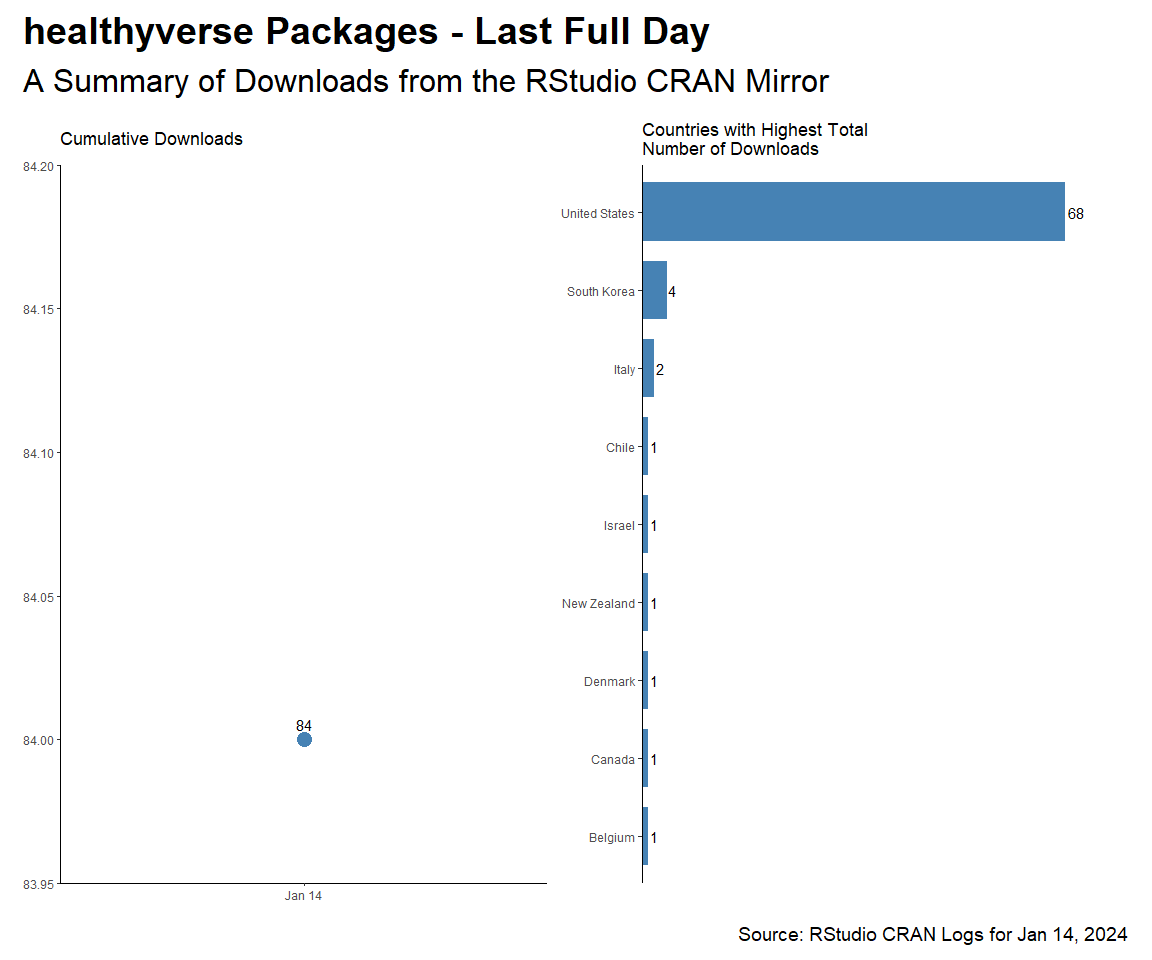 healthyverse Packages - Last Full Day
A Summary of Downloads from the RStudio CRAN Mirror
Cumulative Downloads
84.20
84.15
84.10
84.05
84.00
83.95
84
Jan 14
Countries with Highest Total
Number of Downloads
United States 68
South Korea 4
Italy 2
Chile 1
Israel 1
New Zealand 1
Denmark 1
Canada 1
Belgium 1
Source: RStudio CRAN Logs for Jan 14, 2024